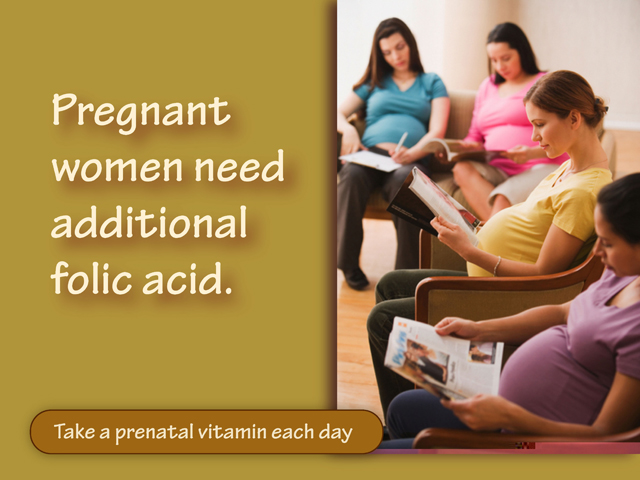 Pregnant
women need
additional
folic acid.
Take a prenatal vitamin each day